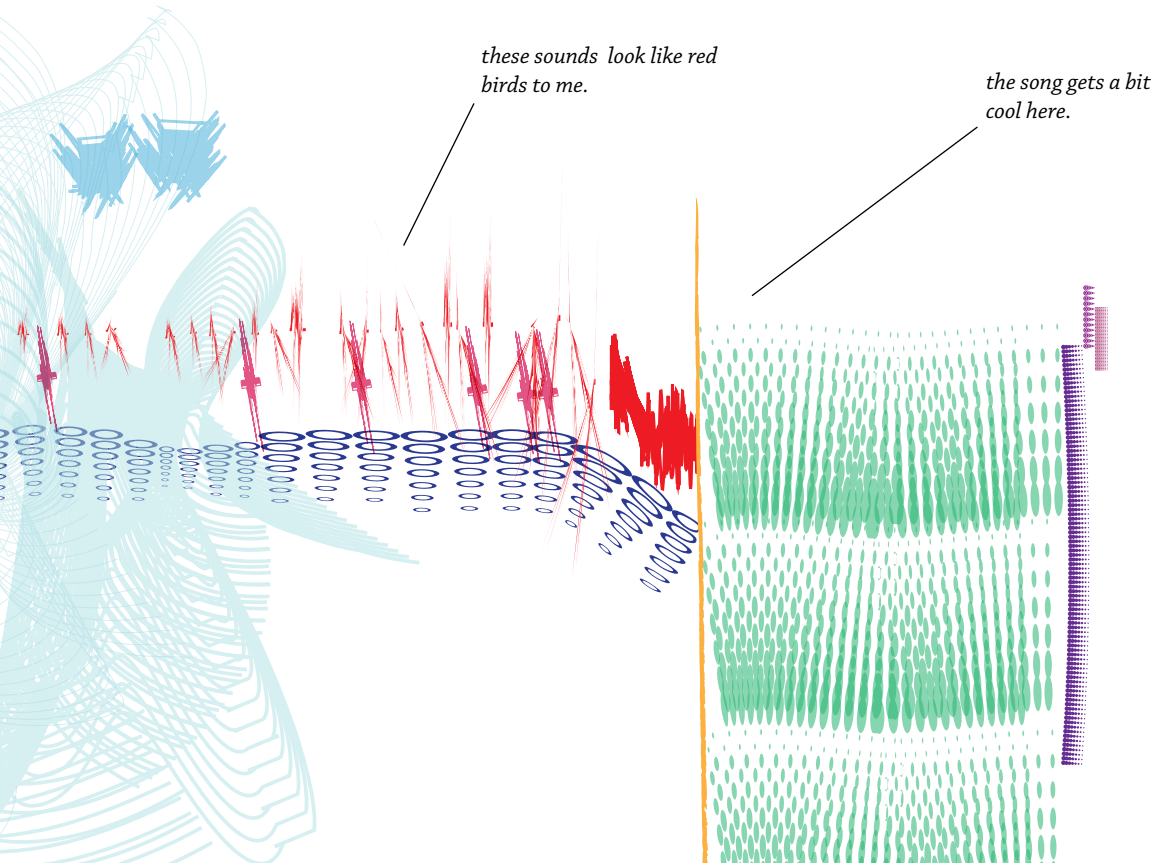 these sounds  look like red
birds to me.
the song gets a bit
cool here.